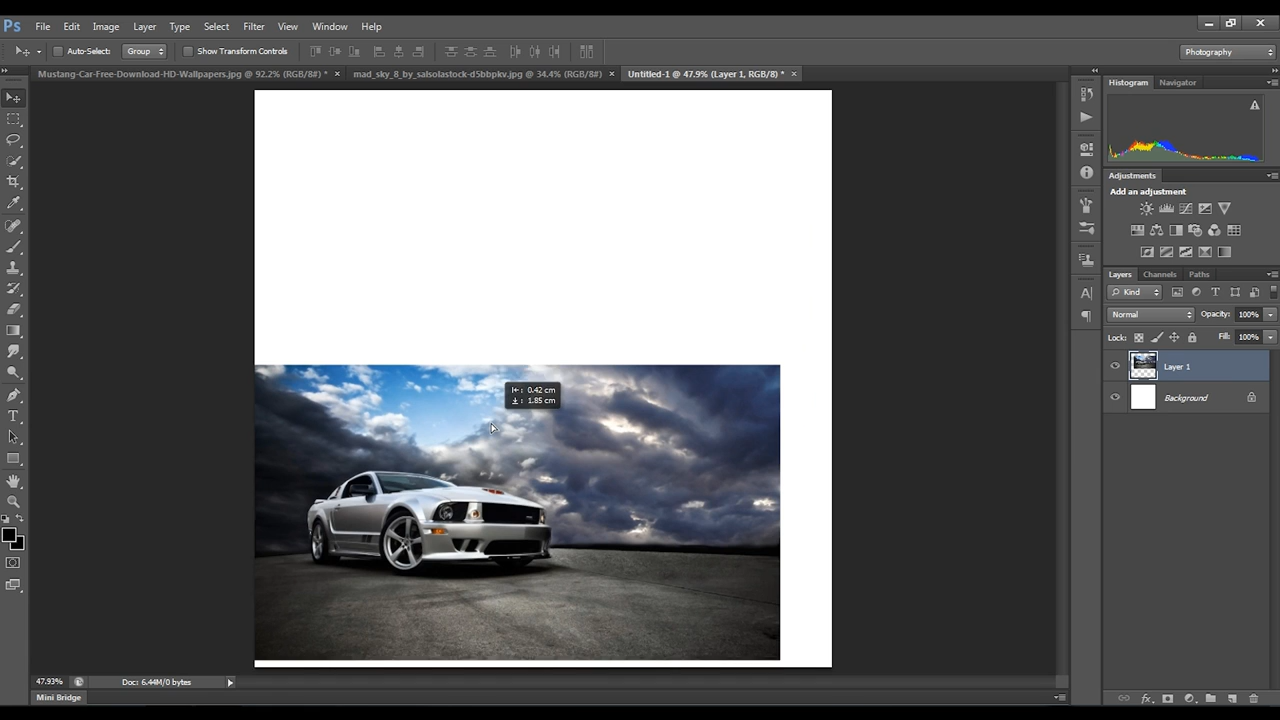 Ps File Edit Image Layer Type Select Filter View Window Help
Auto-Select: Group Show Transform Controls Photography
Mustang-Car-Free-Download-HD-Wallpapers.jpg @ 92.2% (RGB/8#) * × mad_sky_8_by_salsolastock-d5bbpkv.jpg @ 34.4% (RGB/8#) × Untitled-1 @ 47.9% (Layer 1, RGB/8) * ×
Histogram Navigator
Adjustments
Add an adjustment
Layers Channels Paths
Kind
Normal Opacity: 100%
Lock: Fill: 100%
Layer 1
Background
: 0.42 cm
: 1.85 cm
47.93% Doc: 6.44M/0 bytes
Mini Bridge